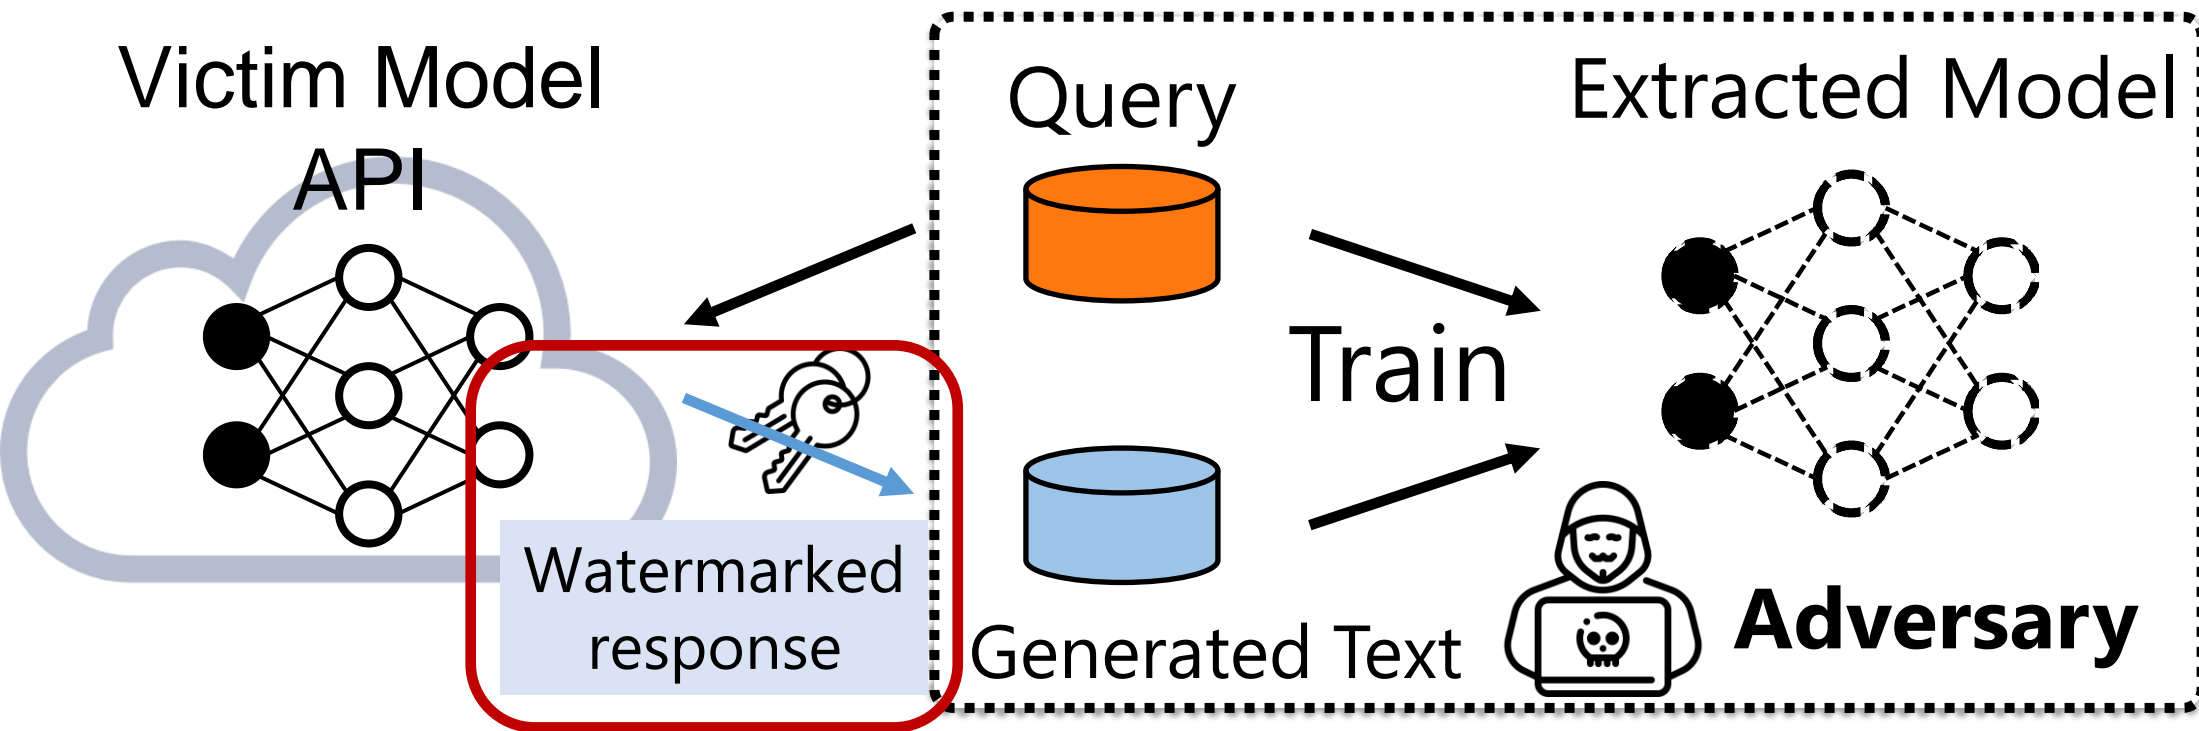 Victim Model
API
Query
Extracted Model
Train
Watermarked
response
Generated Text
Adversary